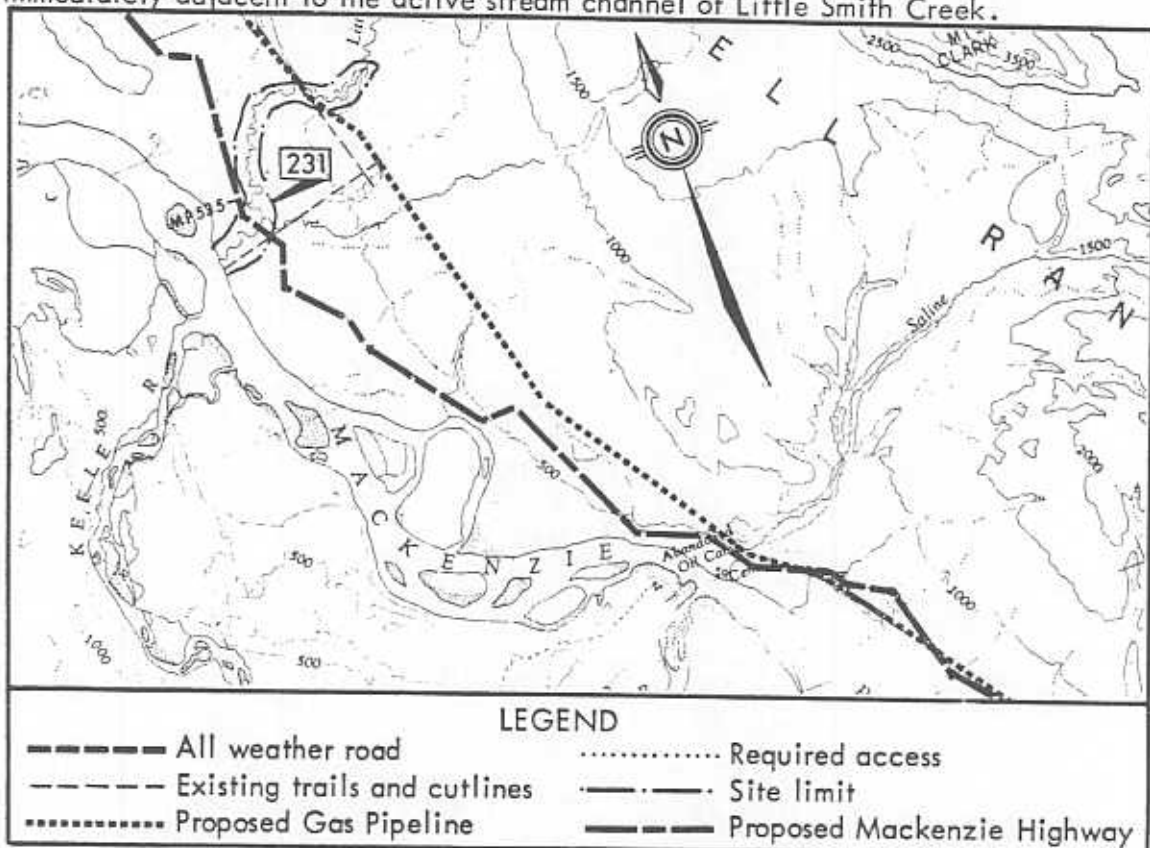 immediately adjacent to the active stream channel of Little Smith Creek.
2500
MT.
CLARK
3500
1500
E
L
L
N
231
MP 535
1000
R
A
N
1500
Saline
500
2000
K E E L E
R
500
M A C K E N Z I E
Abandoned
Oil
1000
500
500
1000
LEGEND
All weather road
Required access
Existing trails and cutlines
Site limit
Proposed Gas Pipeline
Proposed Mackenzie Highway